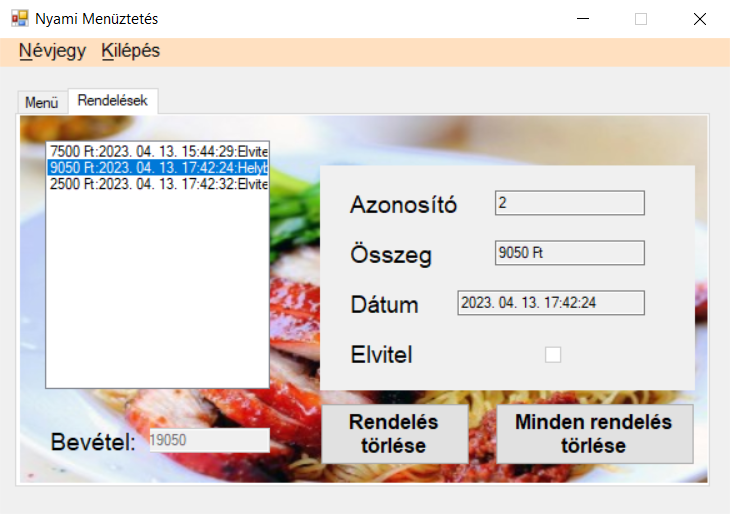 Nyami Menüztetés
Névjegy Kilépés
Menü Rendelések
7500 Ft:2023. 04. 13. 15:44:29:Elvite
9050 Ft:2023. 04. 13. 17:42:24:Helyb
2500 Ft:2023. 04. 13. 17:42:32:Elvite
Azonosító 2
Összeg 9050 Ft
Dátum 2023. 04. 13. 17:42:24
Elvitel
Bevétel: 19050
Rendelés
törlése
Minden rendelés
törlése